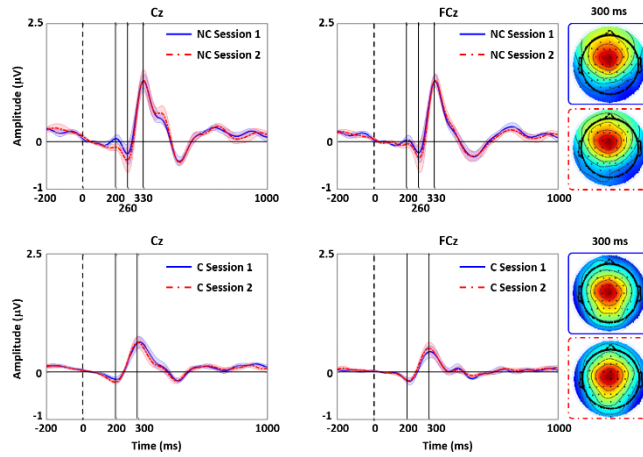 Cz
FCz
300 ms
2.5
NC Session 1
NC Session 2
Amplitude (µV)
0
-1
-200 0 200 330 1000
260
2.5
NC Session 1
NC Session 2
0
-1
-200 0 200 330 1000
260
Cz
FCz
300 ms
2.5
C Session 1
C Session 2
Amplitude (µV)
0
-1
-200 0 200 300 1000
Time (ms)
2.5
C Session 1
C Session 2
0
-1
-200 0 200 300 1000
Time (ms)